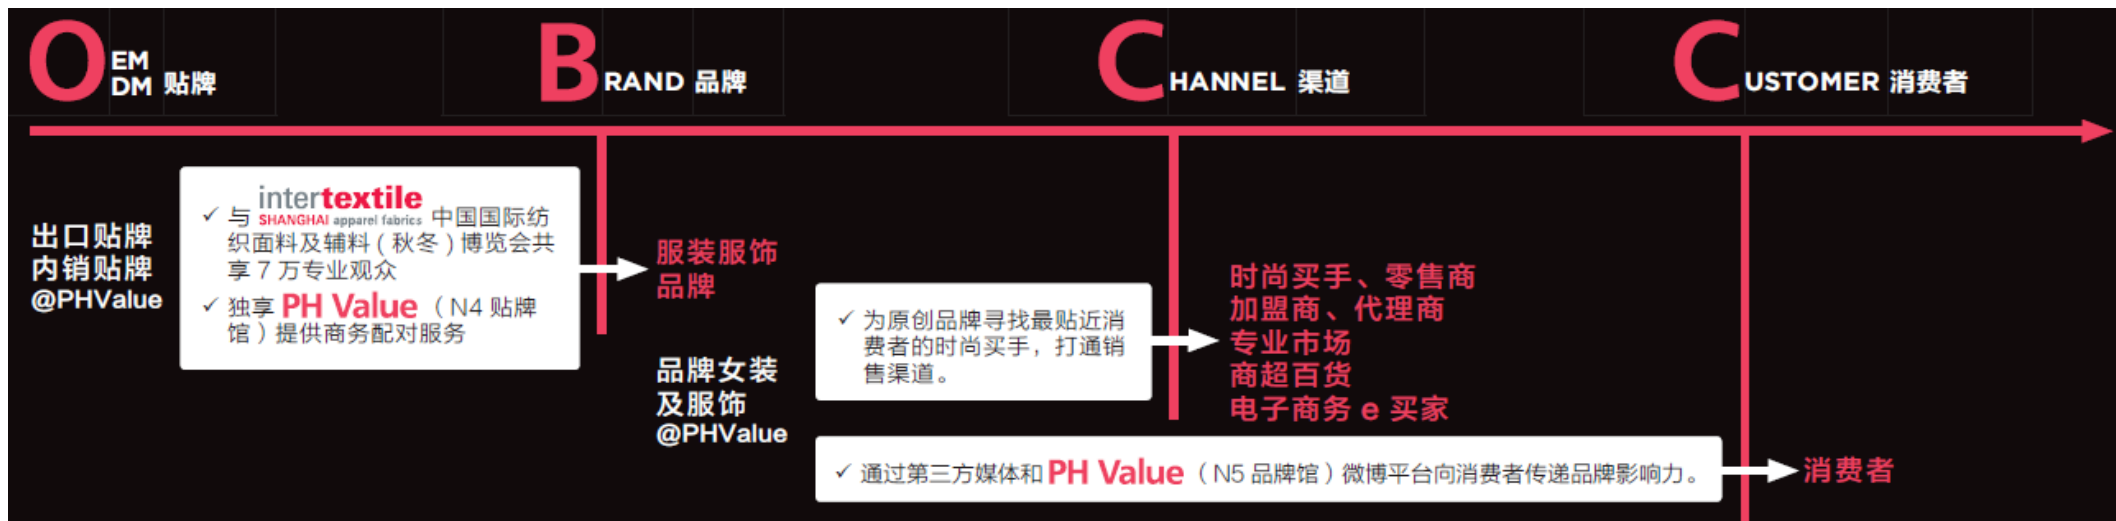 OEM DM 贴牌
BRAND 品牌
CHANNEL 渠道
CUSTOMER 消费者
出口贴牌
内销贴牌
@PHValue
✓ 与 intertextile SHANGHAI apparel fabrics 中国国际纺
织面料及辅料(秋冬)博览会共
享7万专业观众
✓ 独享 PH Value（N4 贴牌
馆）提供商务配对服务
服装服饰
品牌
品牌女装
及服饰
@PHValue
✓ 为原创品牌寻找最贴近消
费者的时尚买手，打通销
售渠道。
时尚买手、零售商
加盟商、代理商
专业市场
商超百货
电子商务 e 买家
✓ 通过第三方媒体和 PH Value（N5 品牌馆）微博平台向消费者传递品牌影响力。
消费者